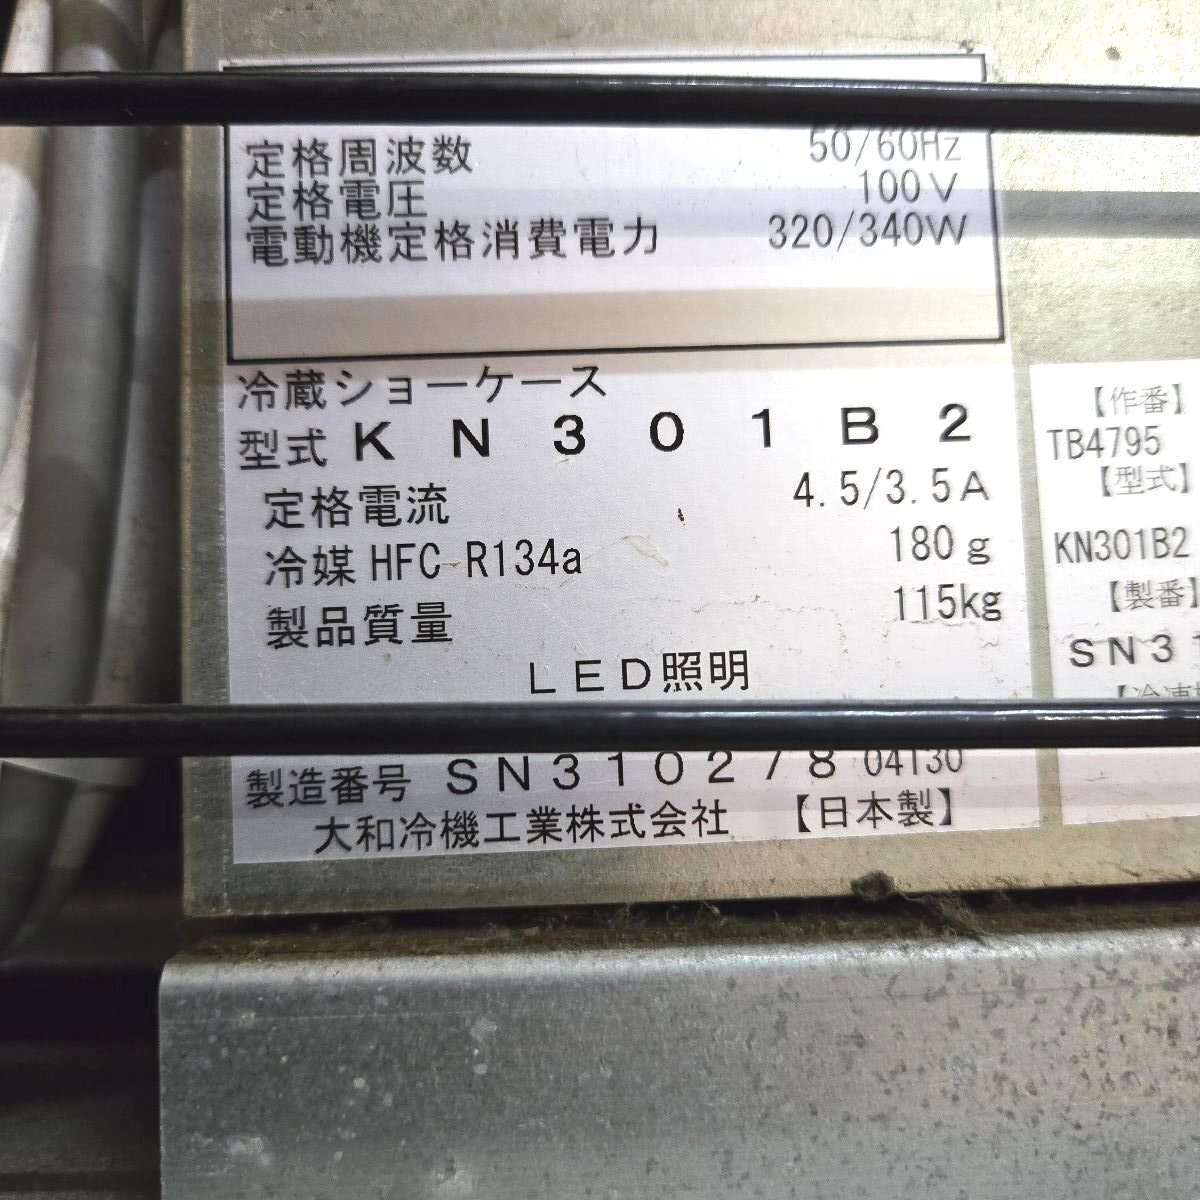 定格周波数 50/60Hz
定格電圧 100V
電動機定格消費電力 320/340W
冷蔵ショーケース
型式 KN301B2
定格電流 4.5/3.5A
冷媒 HFC R134a 180g
製品質量 115kg
LED照明
製造番号 SN310278 04130
大和冷機工業株式会社 【日本製】
【作番】
TB4795
【型式】
KN301B2
【製番】
SN3